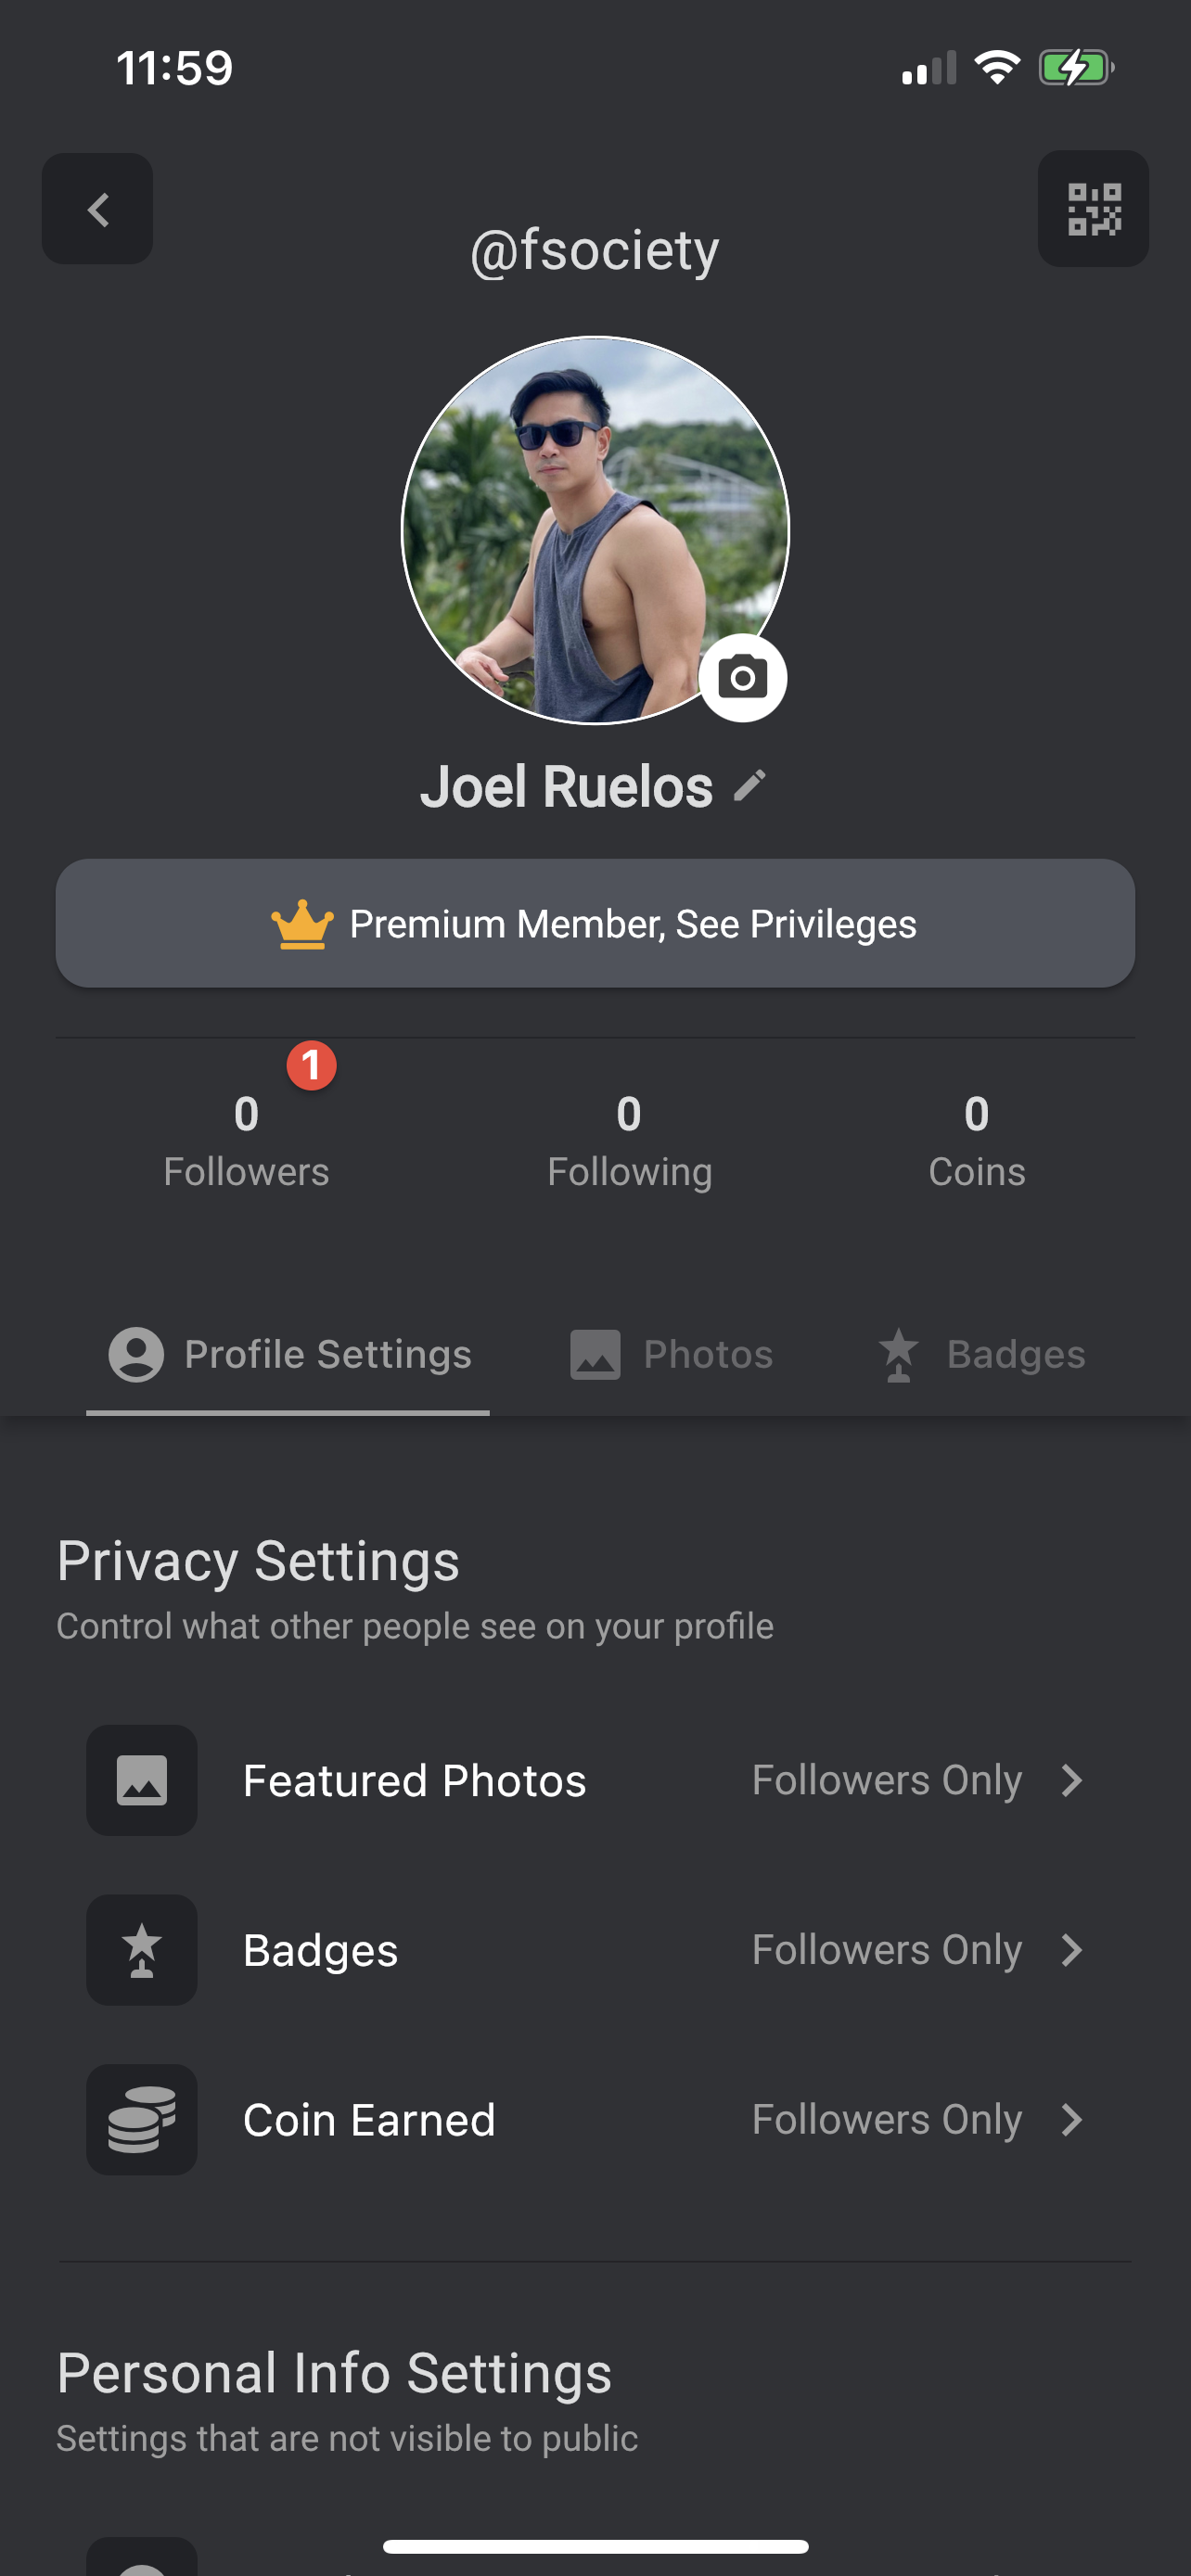 11:59
@fsociety
Joel Ruelos
Premium Member, See Privileges
1
0 0 0
Followers Following Coins
Profile Settings Photos Badges
Privacy Settings
Control what other people see on your profile
Featured Photos Followers Only
Badges Followers Only
Coin Earned Followers Only
Personal Info Settings
Settings that are not visible to public